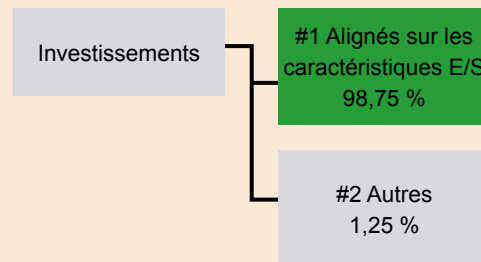 Investissements
#1 Alignés sur les
caractéristiques E/S
98,75 %
#2 Autres
1,25 %